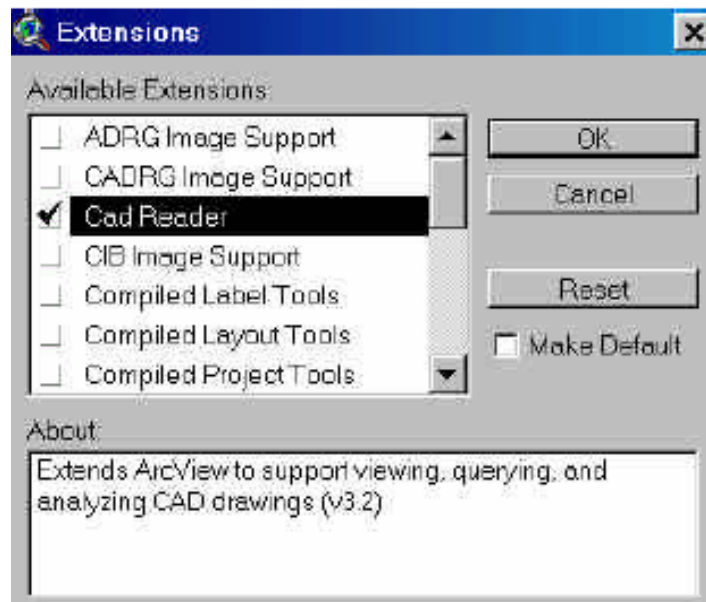 Extensions
Available Extensions:
ADRG Image Support
CADRG Image Support
Cad Reader
CIB Image Support
Compiled Label Tools
Compiled Layout Tools
Compiled Project Tools
OK
Cancel
Reset
Make Default
About:
Extends ArcView to support viewing, querying, and
analyzing CAD drawings (v3.2)